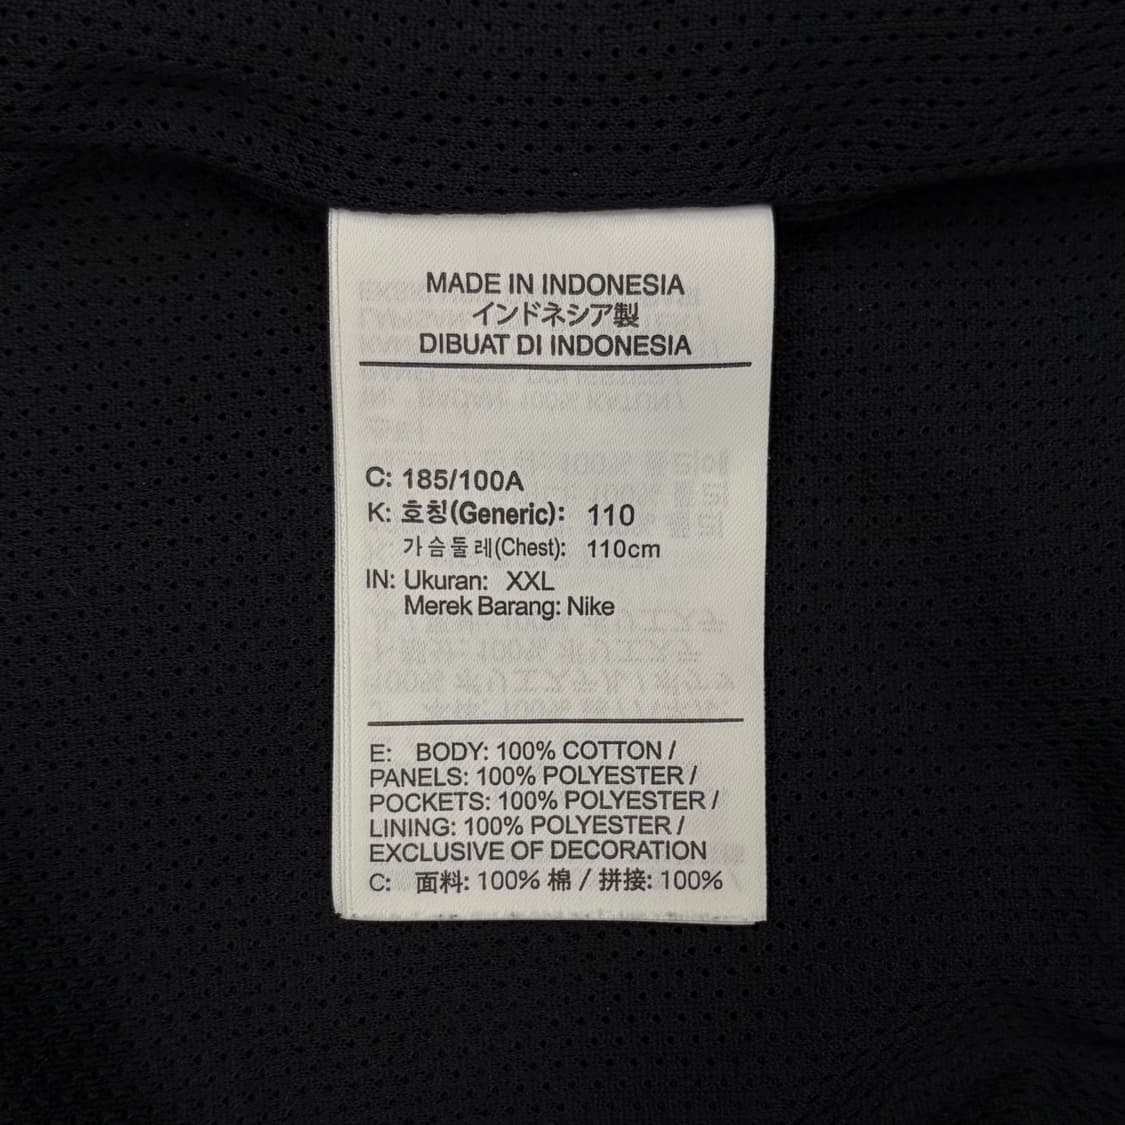 MADE IN INDONESIA
インドネシア製
DIBUAT DI INDONESIA
C: 185/100A
K: 호칭(Generic): 110
가슴둘레(Chest): 110cm
IN: Ukuran: XXL
Merek Barang: Nike
E: BODY: 100% COTTON /
PANELS: 100% POLYESTER /
POCKETS: 100% POLYESTER /
LINING: 100% POLYESTER /
EXCLUSIVE OF DECORATION
C: 面料: 100% 棉 / 拼接: 100%